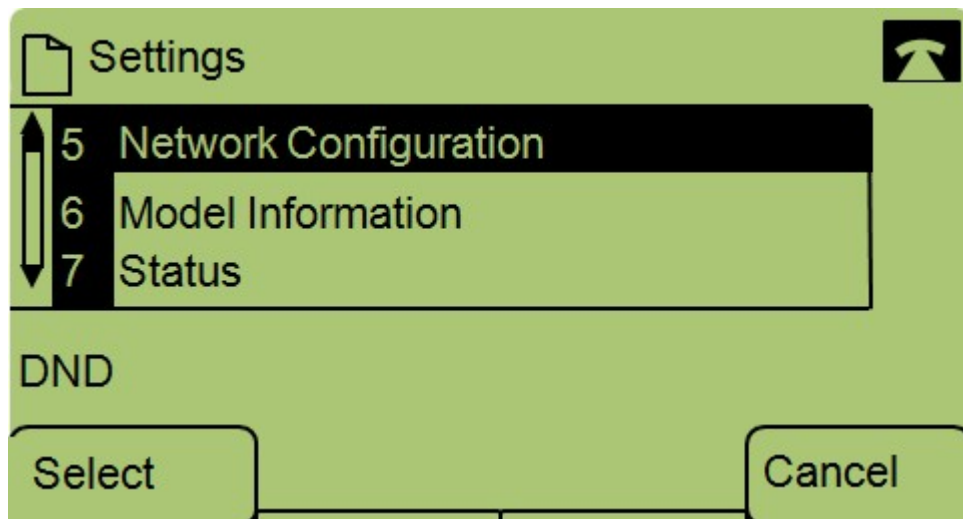 Settings
5 Network Configuration
6 Model Information
7 Status
DND
Select Cancel